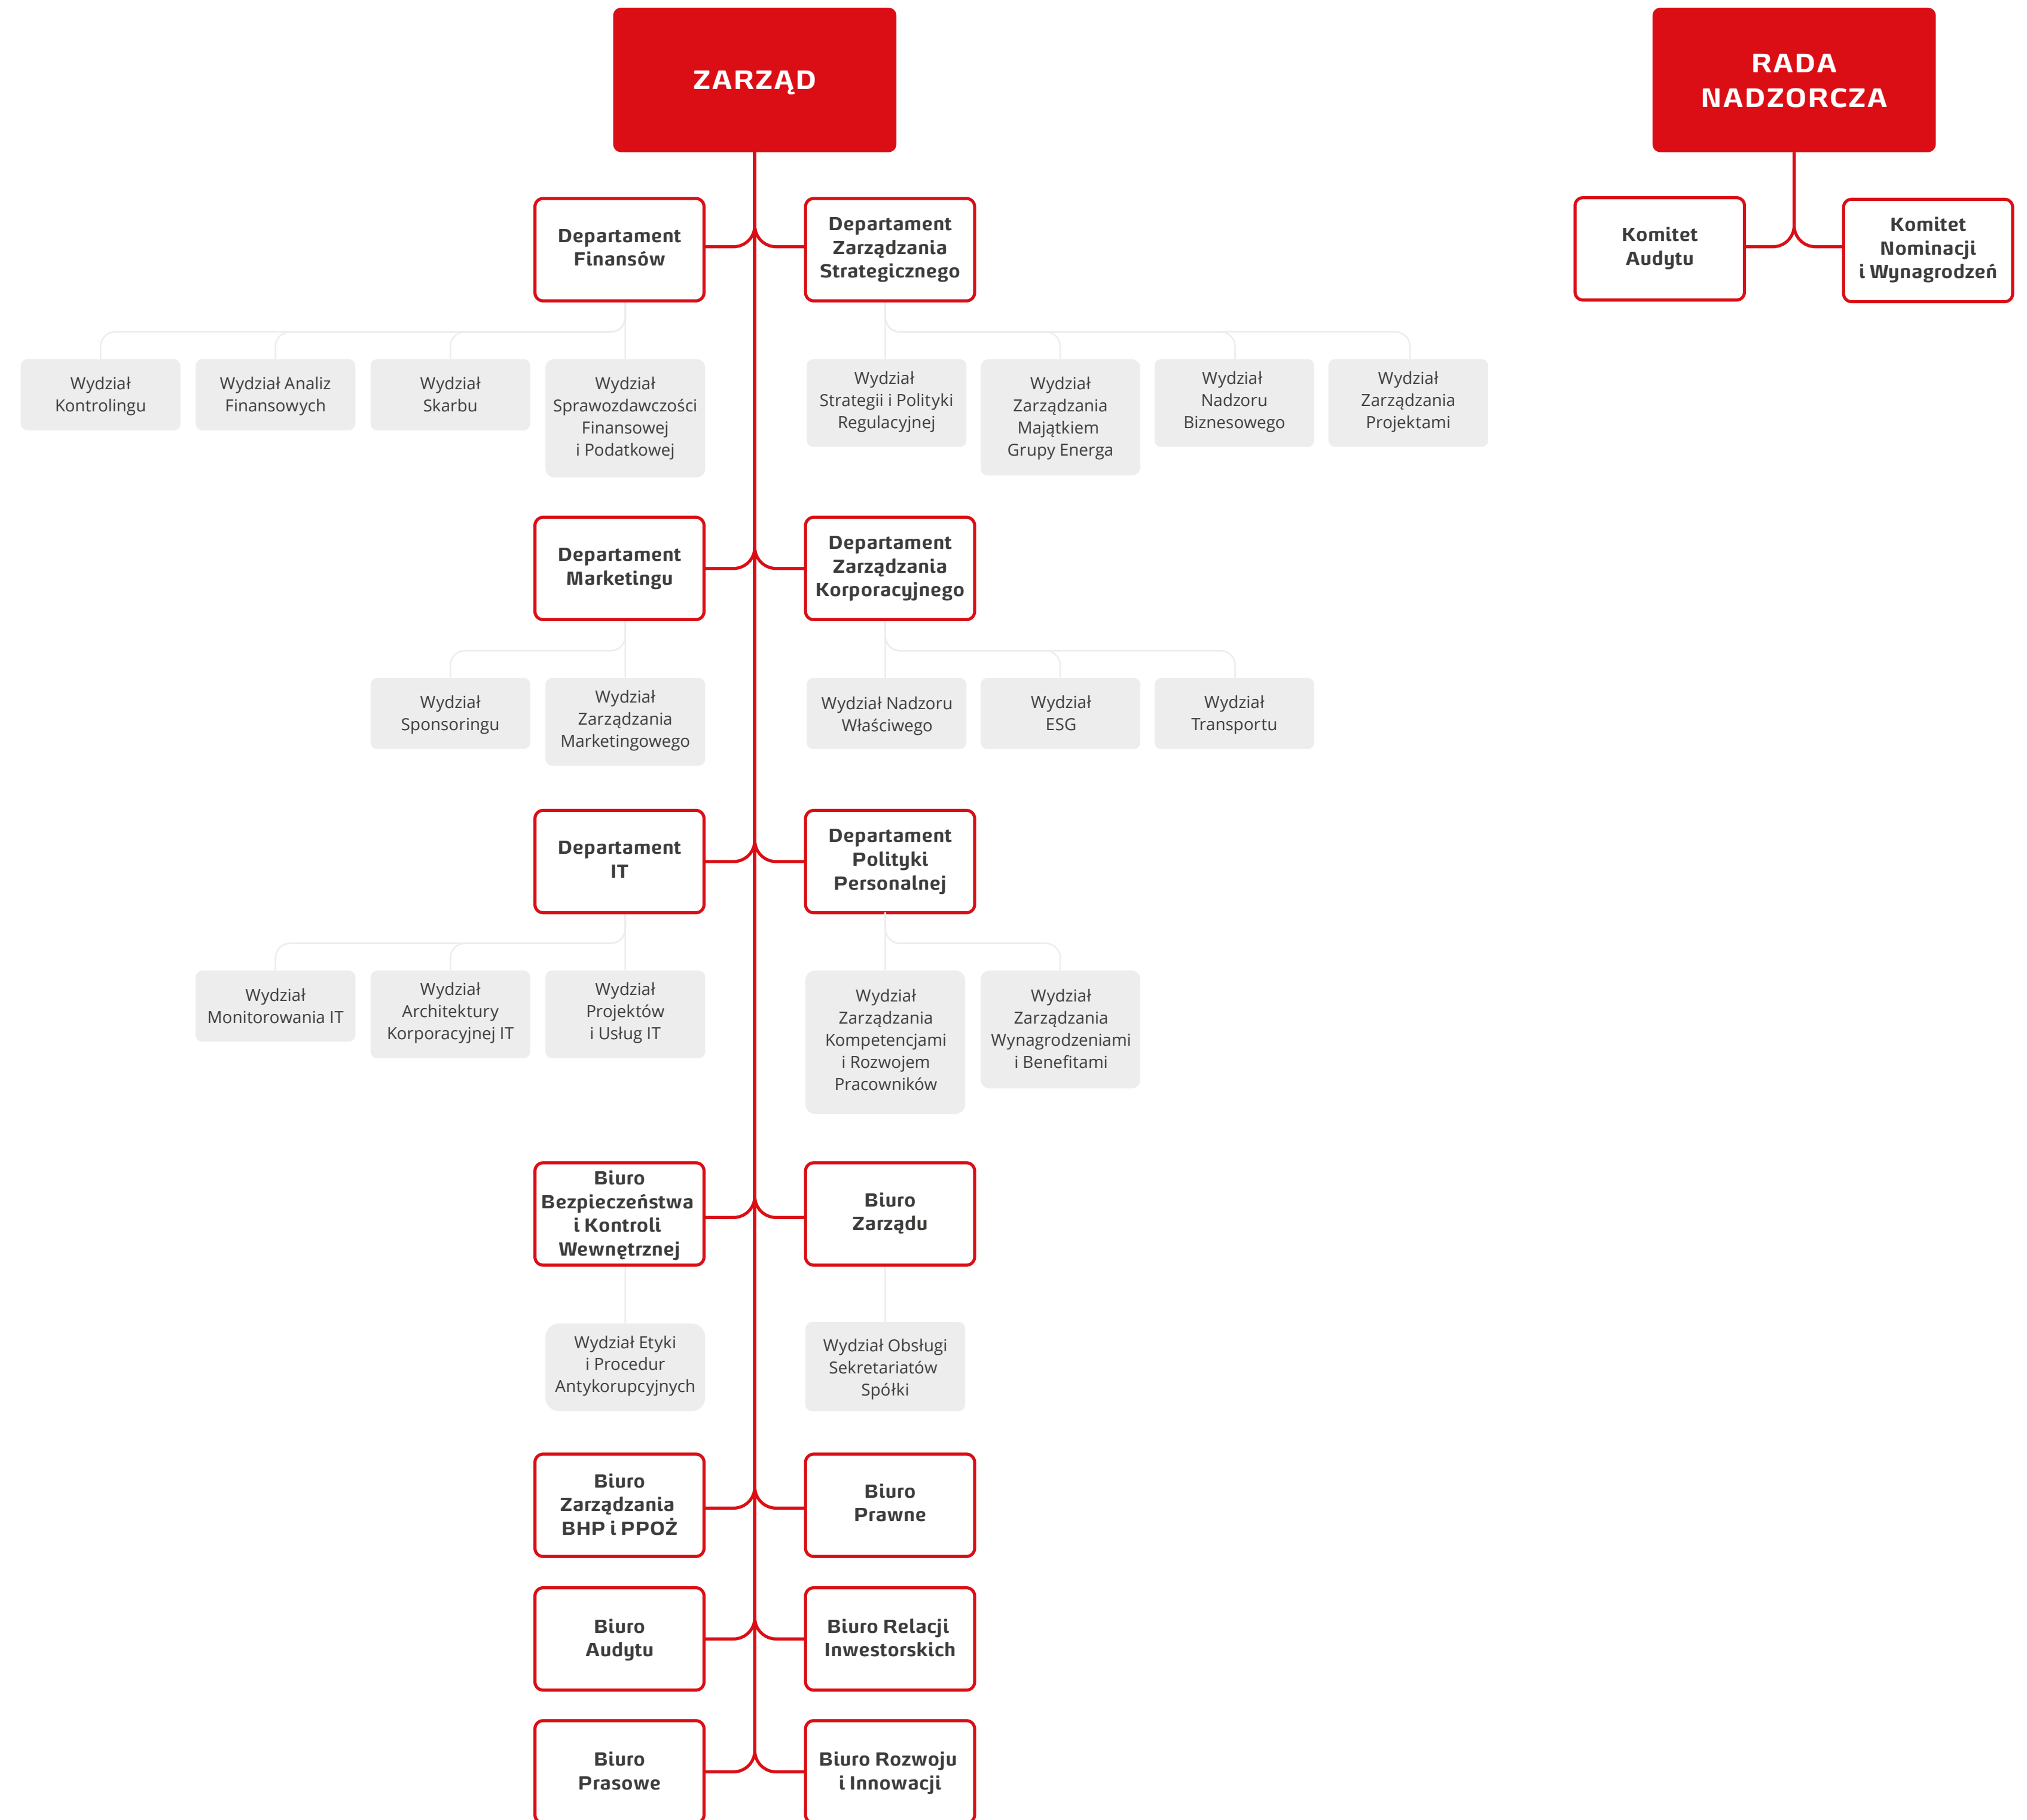 ZARZĄD
RADA
NADZORCZA
Departament
Finansów
Departament
Zarządzania
Strategicznego
Komitet
Audytu
Komitet
Nominacji
i Wynagrodzeń
Wydział
Kontrolingu
Wydział Analiz
Finansowych
Wydział
Skarbu
Wydział
Sprawozdawczości
Finansowej
i Podatkowej
Wydział
Strategii i Polityki
Regulacyjnej
Wydział
Zarządzania
Majątkiem
Grupy Energa
Wydział
Nadzoru
Biznesowego
Wydział
Zarządzania
Projektami
Departament
Marketingu
Departament
Zarządzania
Korporacyjnego
Wydział
Sponsoringu
Wydział
Zarządzania
Marketingowego
Wydział Nadzoru
Właściwego
Wydział
ESG
Wydział
Transportu
Departament
IT
Departament
Polityki
Personalnej
Wydział
Monitorowania IT
Wydział
Architektury
Korporacyjnej IT
Wydział
Projektów
i Usług IT
Wydział
Zarządzania
Kompetencjami
i Rozwojem
Pracowników
Wydział
Zarządzania
Wynagrodzeniami
i Benefitami
Biuro
Bezpieczeństwa
i Kontroli
Wewnętrznej
Biuro
Zarządu
Wydział Etyki
i Procedur
Antykorupcyjnych
Wydział Obsługi
Sekretariatów
Spółki
Biuro
Zarządzania
BHP i PPOŻ
Biuro
Prawne
Biuro
Audytu
Biuro Relacji
Inwestorskich
Biuro
Prasowe
Biuro Rozwoju
i Innowacji